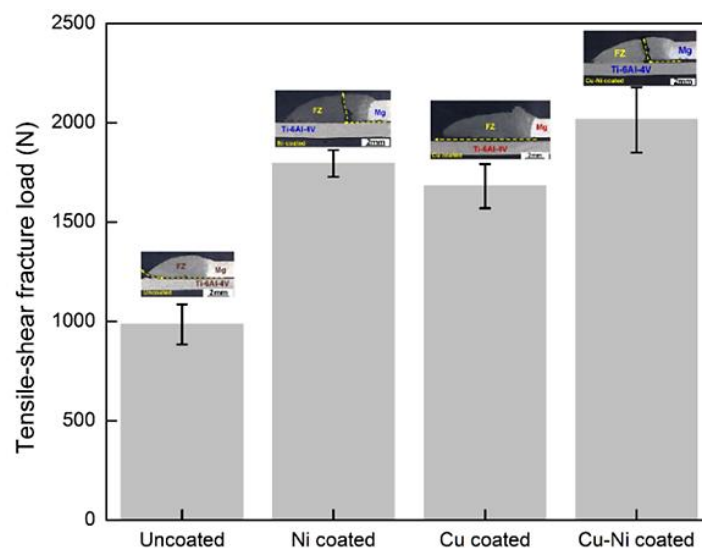 Tensile-shear fracture load (N)
2500
2000
1500
1000
500
0
FZ
Mg
Ti-6Al-4V
Uncoated
2mm
FZ
Mg
Ti-6Al-4V
Ni coated
2mm
FZ
Mg
Ti-6Al-4V
Cu coated
2mm
FZ
Mg
Ti-6Al-4V
Cu-Ni coated
2mm
Uncoated
Ni coated
Cu coated
Cu-Ni coated